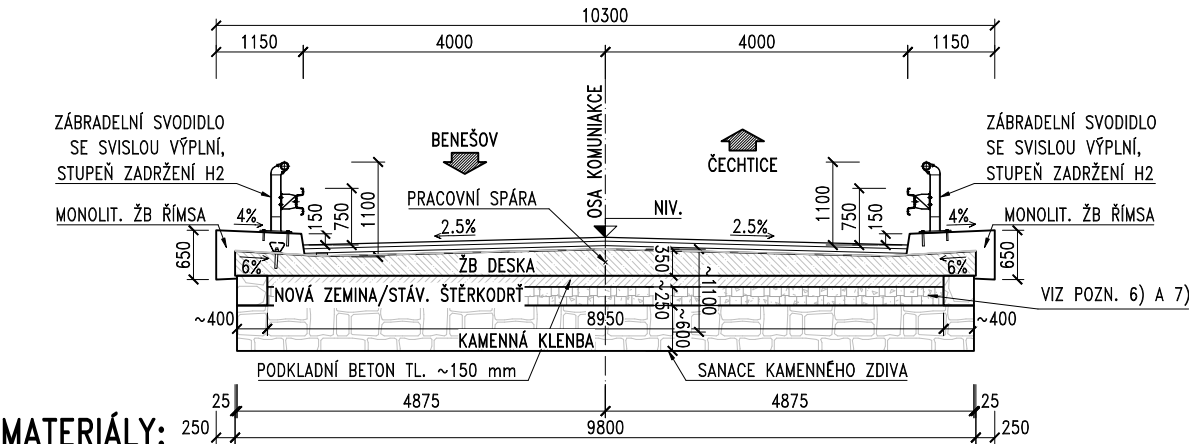 10300
1150 4000 4000 1150
ZÁBRADELNÍ SVODIDLO
SE SVISLOU VÝPLNÍ,
STUPEŇ ZADRŽENÍ H2
BENEŠOV
OSA KOMUNIAKCE
ČECHTICE
ZÁBRADELNÍ SVODIDLO
SE SVISLOU VÝPLNÍ,
STUPEŇ ZADRŽENÍ H2
MONOLIT. ŽB ŘÍMSA
4%
150
750
1100
PRACOVNÍ SPÁRA
NIV.
2.5%
2.5%
1100
750
150
4%
MONOLIT. ŽB ŘÍMSA
650
6%
ŽB DESKA
350
~1100
6%
650
NOVÁ ZEMINA/STÁV. ŠTĚRKODRŤ
~250
VIZ POZN. 6) A 7)
~400
8950
~600
~400
KAMENNÁ KLENBA
PODKLADNÍ BETON TL. ~150 mm
SANACE KAMENNÉHO ZDIVA
25 4875 4875 25
MATERIÁLY:
250 9800 250